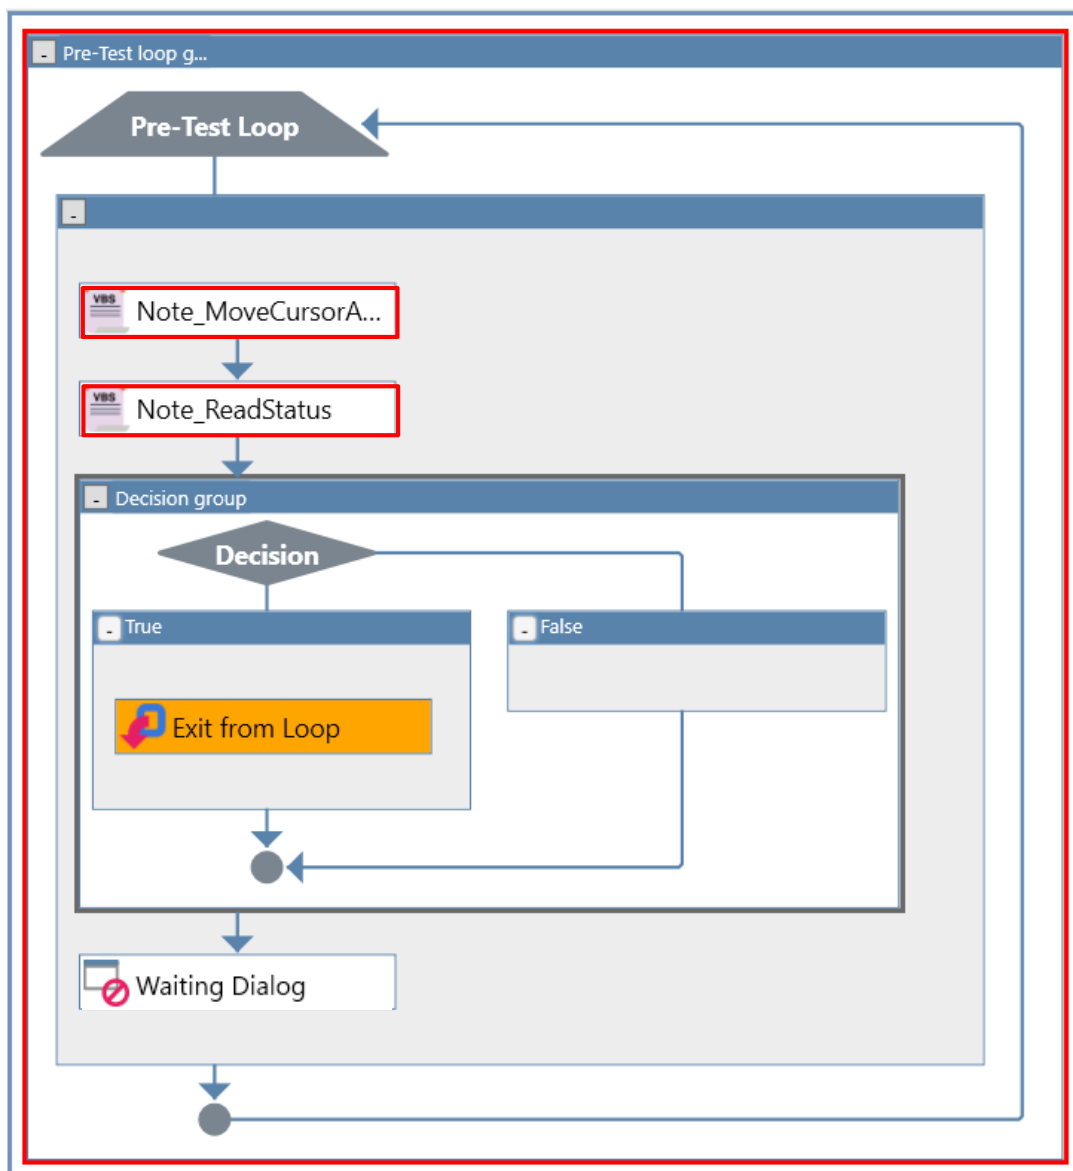 - Pre-Test loop g...
Pre-Test Loop
-
VBS
Note_MoveCursorA...
VBS
Note_ReadStatus
- Decision group
Decision
- True
- False
Exit from Loop
Waiting Dialog